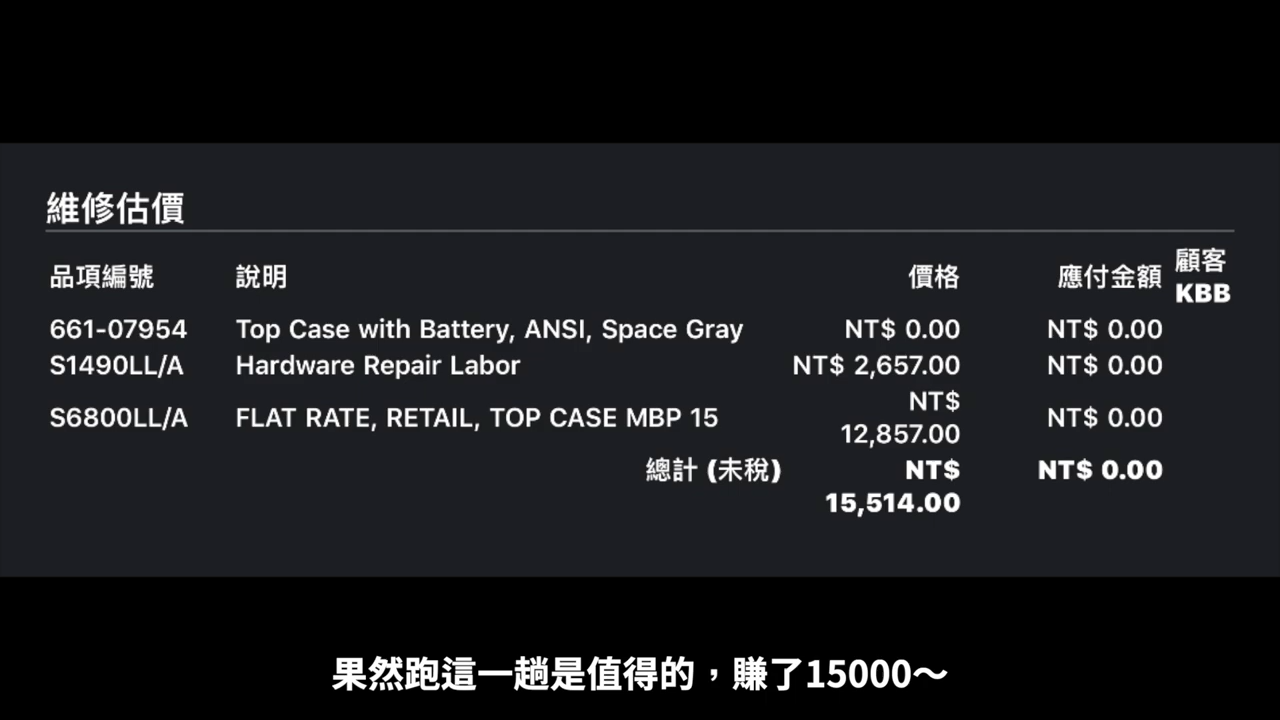 維修估價
品項編號 說明 價格 應付金額 顧客 KBB
661-07954 Top Case with Battery, ANSI, Space Gray NT$ 0.00 NT$ 0.00
S1490LL/A Hardware Repair Labor NT$ 2,657.00 NT$ 0.00
S6800LL/A FLAT RATE, RETAIL, TOP CASE MBP 15 NT$ 12,857.00 NT$ 0.00
總計 (未稅) NT$ 15,514.00 NT$ 0.00
果然跑這一趟是值得的，賺了15000～